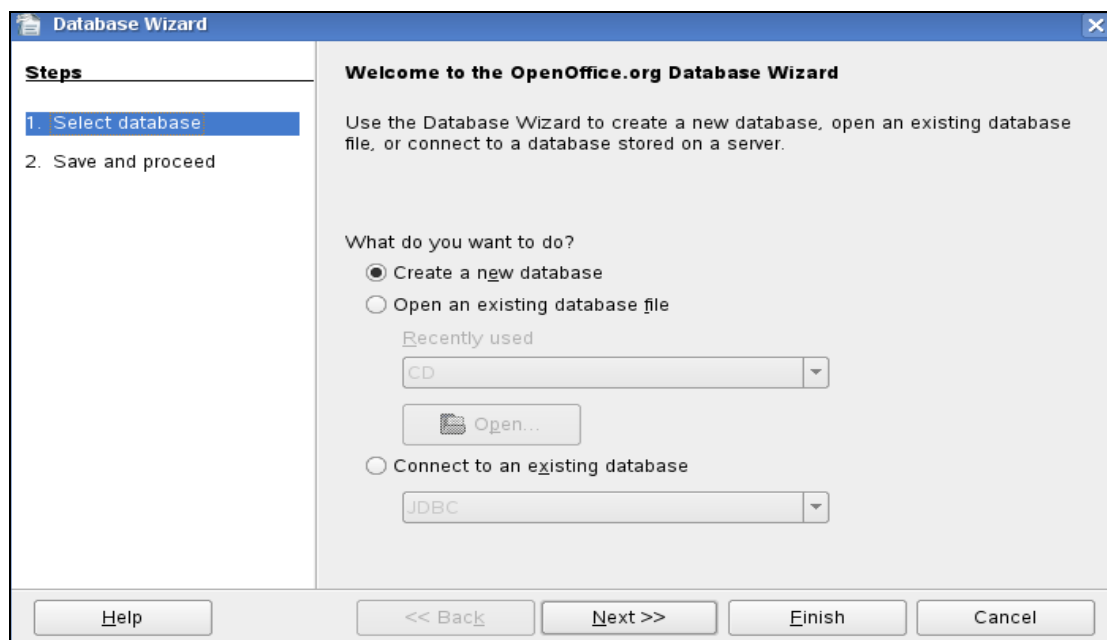 Database Wizard
Steps
1. Select database
2. Save and proceed
Welcome to the OpenOffice.org Database Wizard
Use the Database Wizard to create a new database, open an existing database
file, or connect to a database stored on a server.
What do you want to do?
Create a new database
Open an existing database file
Recently used
CD
Open...
Connect to an existing database
JDBC
Help
<< Back
Next >>
Finish
Cancel